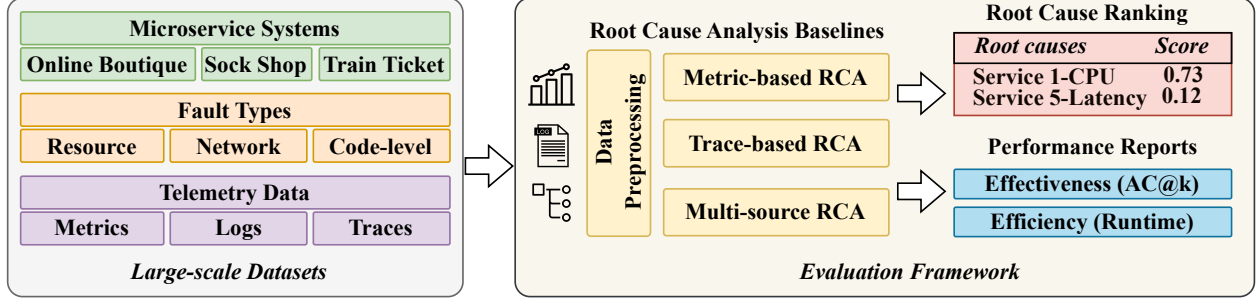 Microservice Systems
Online Boutique
Sock Shop
Train Ticket
Fault Types
Resource
Network
Code-level
Telemetry Data
Metrics
Logs
Traces
Large-scale Datasets
Root Cause Analysis Baselines
LOG
Data
Preprocessing
Metric-based RCA
Trace-based RCA
Multi-source RCA
Root Cause Ranking
Root causes Score
Service 1-CPU 0.73
Service 5-Latency 0.12
Performance Reports
Effectiveness (AC@k)
Efficiency (Runtime)
Evaluation Framework